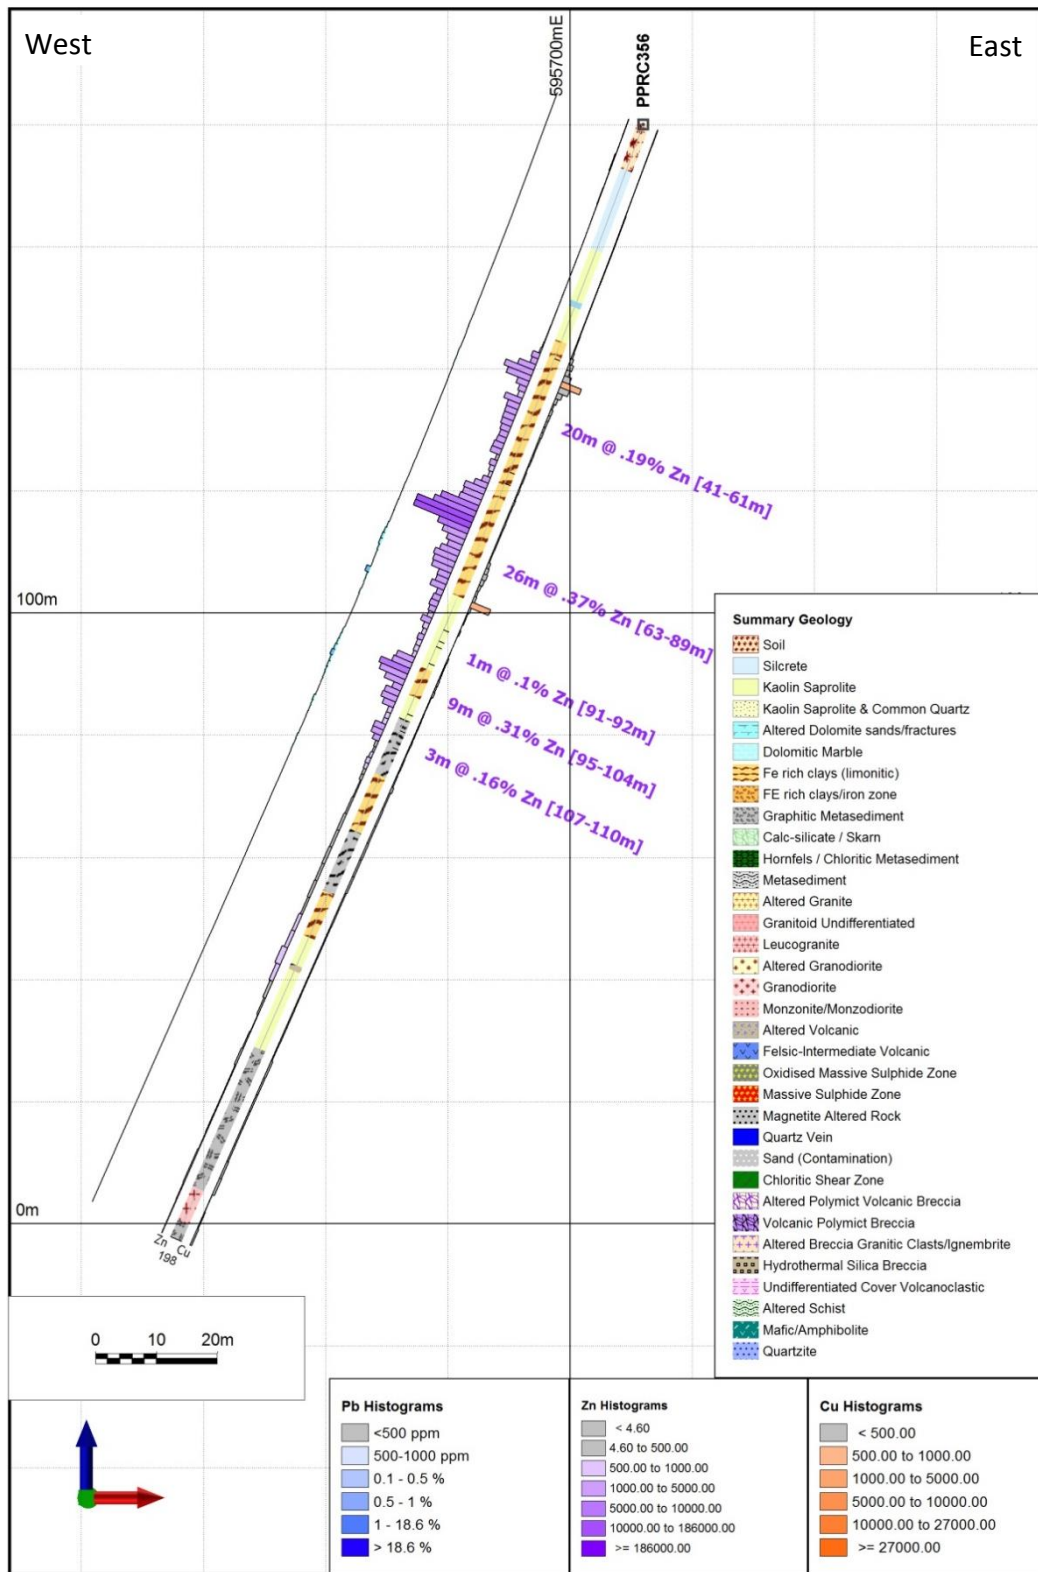 West
East
595700mE
PPRC356
20m @ .19% Zn [41-61m]
26m @ .37% Zn [63-89m]
1m @ .1% Zn [91-92m]
9m @ .31% Zn [95-104m]
3m @ .16% Zn [107-110m]
100m
0m
Zn
198
Cu
0 10 20m
Summary Geology
Soil
Silcrete
Kaolin Saprolite
Kaolin Saprolite & Common Quartz
Altered Dolomite sands/fractures
Dolomitic Marble
Fe rich clays (limonitic)
FE rich clays/iron zone
Graphitic Metasediment
Calc-silicate / Skarn
Hornfels / Chloritic Metasediment
Metasediment
Altered Granite
Granitoid Undifferentiated
Leucogranite
Altered Granodiorite
Granodiorite
Monzonite/Monzodiorite
Altered Volcanic
Felsic-Intermediate Volcanic
Oxidised Massive Sulphide Zone
Massive Sulphide Zone
Magnetite Altered Rock
Quartz Vein
Sand (Contamination)
Chloritic Shear Zone
Altered Polymict Volcanic Breccia
Volcanic Polymict Breccia
Altered Breccia Granitic Clasts/Ignembrite
Hydrothermal Silica Breccia
Undifferentiated Cover Volcanoclastic
Altered Schist
Mafic/Amphibolite
Quartzite
Pb Histograms
<500 ppm
500-1000 ppm
0.1 - 0.5 %
0.5 - 1 %
1 - 18.6 %
> 18.6 %
Zn Histograms
< 4.60
4.60 to 500.00
500.00 to 1000.00
1000.00 to 5000.00
5000.00 to 10000.00
10000.00 to 186000.00
>= 186000.00
Cu Histograms
< 500.00
500.00 to 1000.00
1000.00 to 5000.00
5000.00 to 10000.00
10000.00 to 27000.00
>= 27000.00